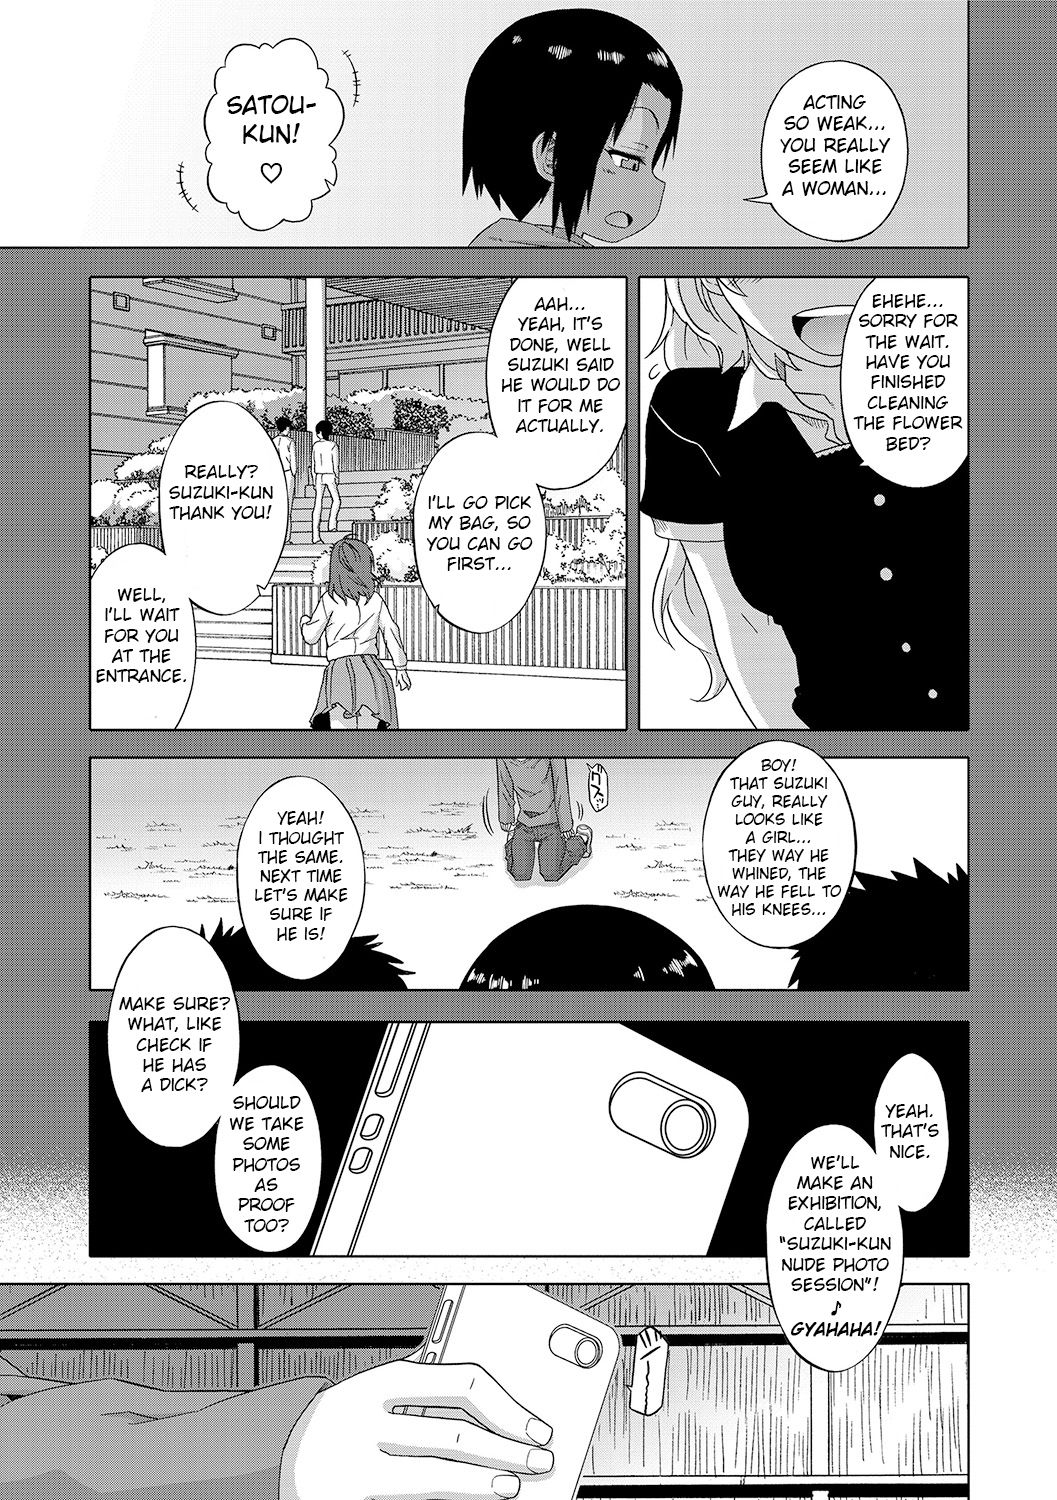 ACTING
SO WEAK...
YOU REALLY
SEEM LIKE
A WOMAN...
SATOU-
KUN!
♡
EHEHE...
SORRY FOR
THE WAIT.
HAVE YOU
FINISHED
CLEANING
THE FLOWER
BED?
AAH...
YEAH, IT'S
DONE, WELL
SUZUKI SAID
HE WOULD DO
IT FOR ME
ACTUALLY.
I'LL GO PICK
MY BAG, SO
YOU CAN GO
FIRST...
REALLY?
SUZUKI-KUN
THANK YOU!
WELL,
I'LL WAIT
FOR YOU
AT THE
ENTRANCE.
BOY!
THAT SUZUKI
GUY, REALLY
LOOKS LIKE
A GIRL...
THEY WAY HE
WHINED, THE
WAY HE FELL TO
HIS KNEES...
YEAH!
I THOUGHT
THE SAME.
NEXT TIME
LET'S MAKE
SURE IF
HE IS!
MAKE SURE?
WHAT, LIKE
CHECK IF
HE HAS
A DICK?
SHOULD
WE TAKE
SOME
PHOTOS
AS
PROOF
TOO?
YEAH.
THAT'S
NICE.
WE'LL
MAKE AN
EXHIBITION,
CALLED
"SUZUKI-KUN
NUDE PHOTO
SESSION"!
♪
GYAHAHA!